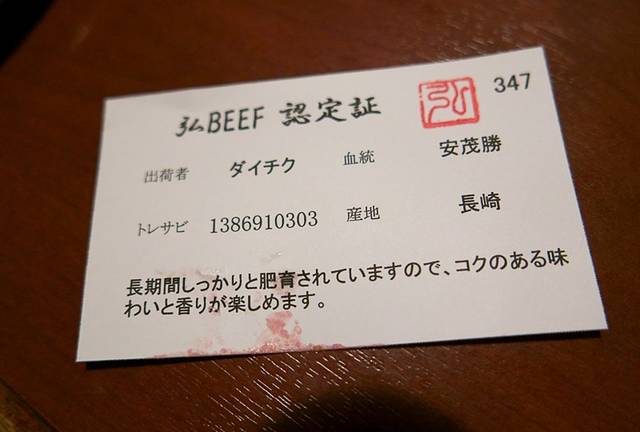 弘BEEF 認定証
弘
347
出荷者 ダイチク 血統 安茂勝
トレサビ 1386910303 産地 長崎
長期間しっかりと肥育されていますので、コクのある味
わいと香りが楽しめます。